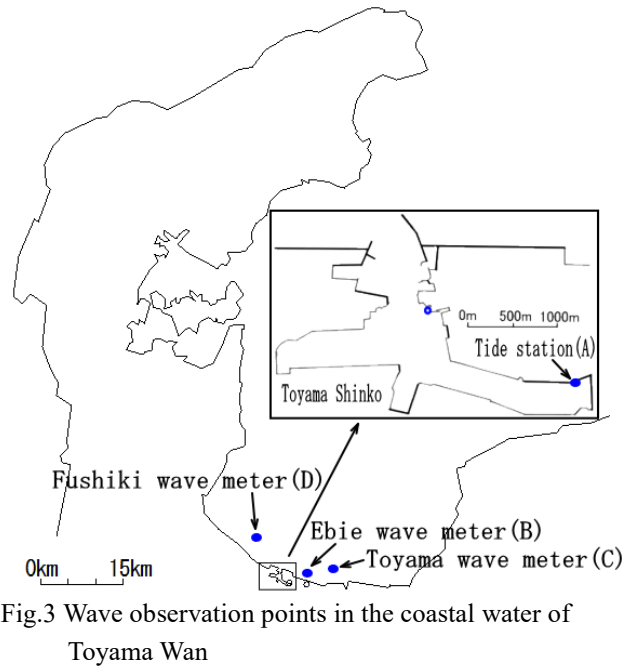 0m 500m 1000m
Tide station(A)
Toyama Shinko
Fushiki wave meter(D)
Ebie wave meter(B)
Toyama wave meter(C)
0km 15km
Fig.3 Wave observation points in the coastal water of
Toyama Wan